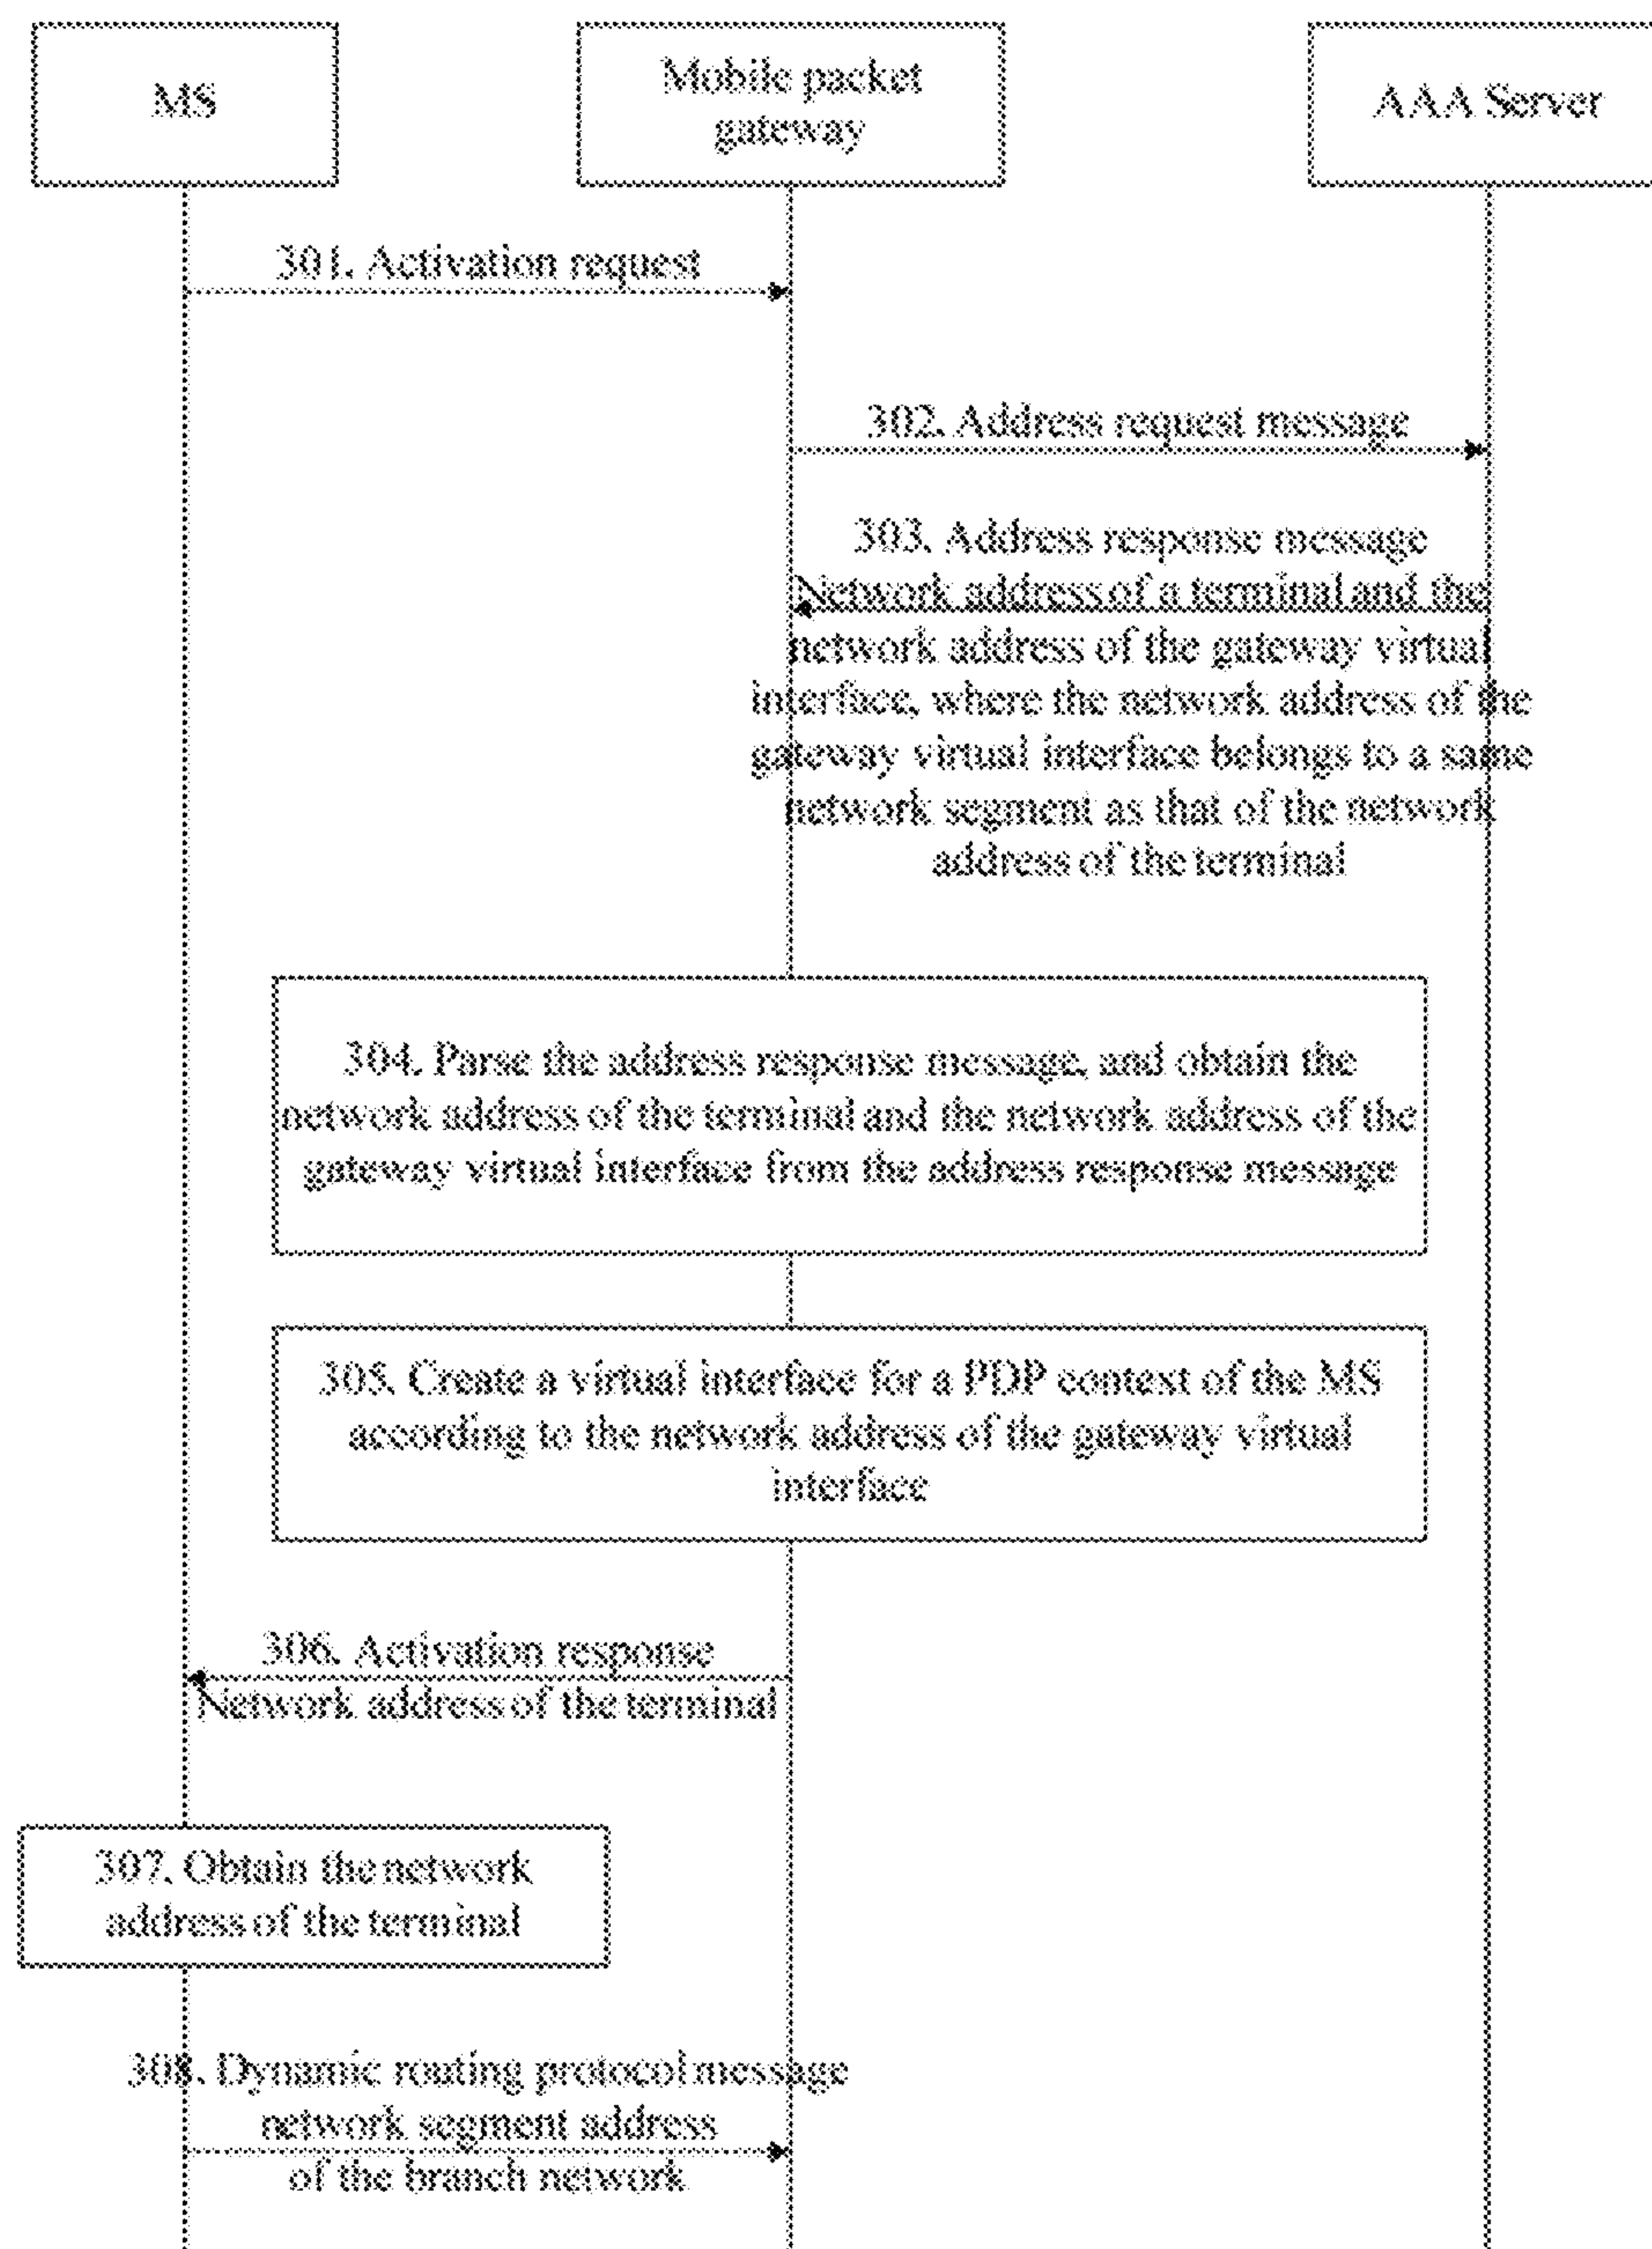 MS
Mobile packet
gateway
AAA Server
301. Activation request
302. Address request message
303. Address response message
Network address of a terminal and the
network address of the gateway virtual
interface, where the network address of the
gateway virtual interface belongs to a same
network segment as that of the network
address of the terminal
304. Parse the address response message, and obtain the
network address of the terminal and the network address of the
gateway virtual interface from the address response message
305. Create a virtual interface for a PDP context of the MS
according to the network address of the gateway virtual
interface
306. Activation response
Network address of the terminal
307. Obtain the network
address of the terminal
308. Dynamic routing protocol message
network segment address
of the branch network